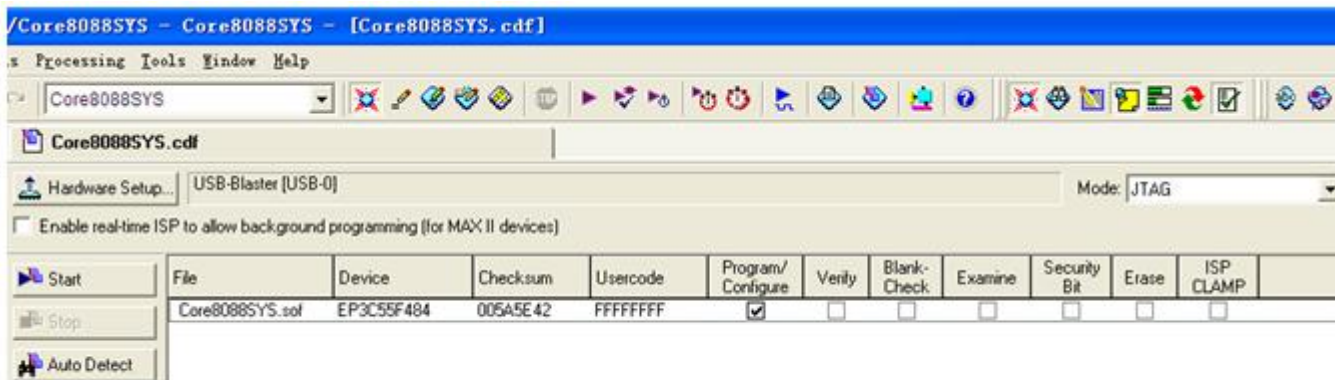 /Core8088SYS - Core8088SYS - [Core8088SYS.cdf]
s Processing Tools Window Help
Core8088SYS
Core8088SYS.cdf
Hardware Setup... USB-Blaster [USB-0] Mode: JTAG
Enable real-time ISP to allow background programming (for MAX II devices)
Start File Device Checksum Usercode Program/ Configure Verify Blank- Check Examine Security Bit Erase ISP CLAMP
Core8088SYS.sof EP3C55F484 005A5E42 FFFFFFFF
Stop
Auto Detect